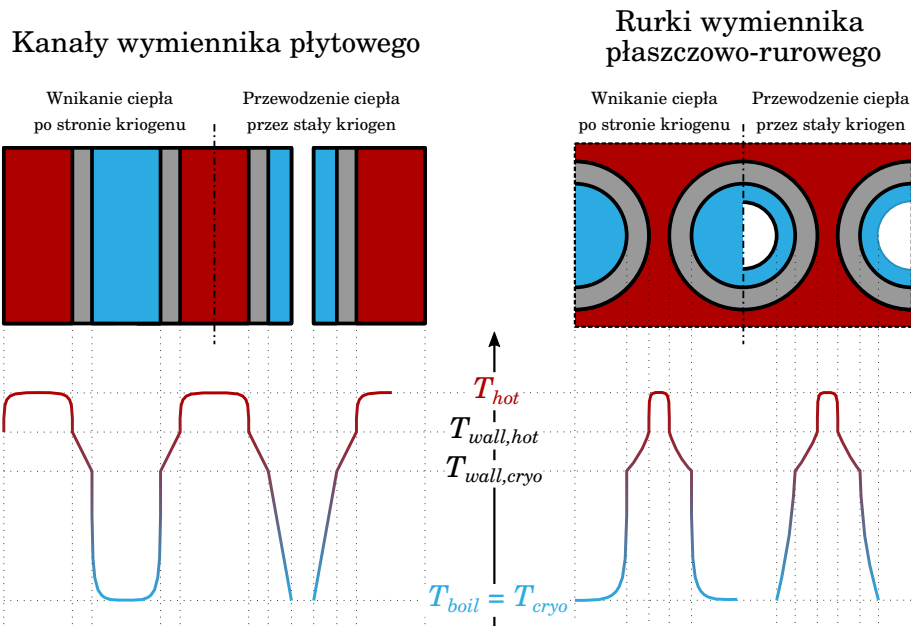 Kanały wymiennika płytowego
Rurki wymiennika
płaszczowo-rurowego
Wnikanie ciepła
po stronie kriogenu
Przewodzenie ciepła
przez stały kriogen
Wnikanie ciepła
po stronie kriogenu
Przewodzenie ciepła
przez stały kriogen
T_hot
T_wall,hot
T_wall,cryo
T_boil = T_cryo